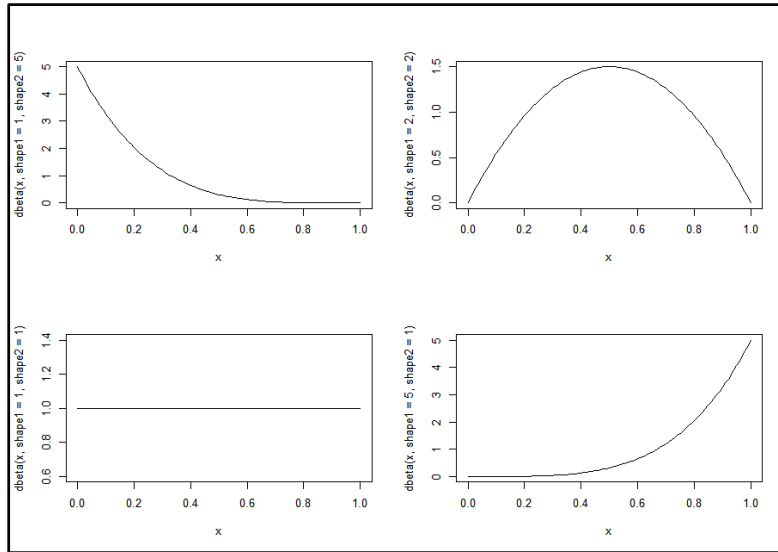 dbeta(x, shape1 = 1, shape2 = 5)
5
4
3
2
1
0
0.0 0.2 0.4 0.6 0.8 1.0
x
dbeta(x, shape1 = 2, shape2 = 2)
1.5
1.0
0.5
0.0
0.0 0.2 0.4 0.6 0.8 1.0
x
dbeta(x, shape1 = 1, shape2 = 1)
1.4
1.2
1.0
0.8
0.6
0.0 0.2 0.4 0.6 0.8 1.0
x
dbeta(x, shape1 = 5, shape2 = 1)
5
4
3
2
1
0
0.0 0.2 0.4 0.6 0.8 1.0
x